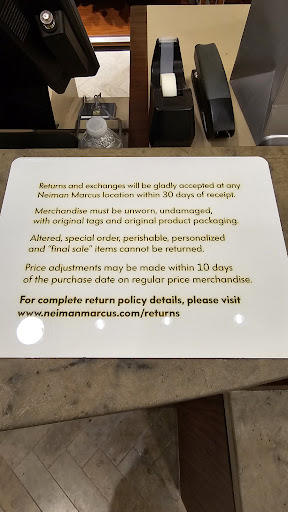 Returns and exchanges will be gladly accepted at any
Neiman Marcus location within 30 days of receipt.
Merchandise must be unworn, undamaged,
with original tags and original product packaging.
Altered, special order, perishable, personalized
and "final sale" items cannot be returned.
Price adjustments may be made within 10 days
of the purchase date on regular price merchandise.
For complete return policy details, please visit
www.neimanmarcus.com/returns